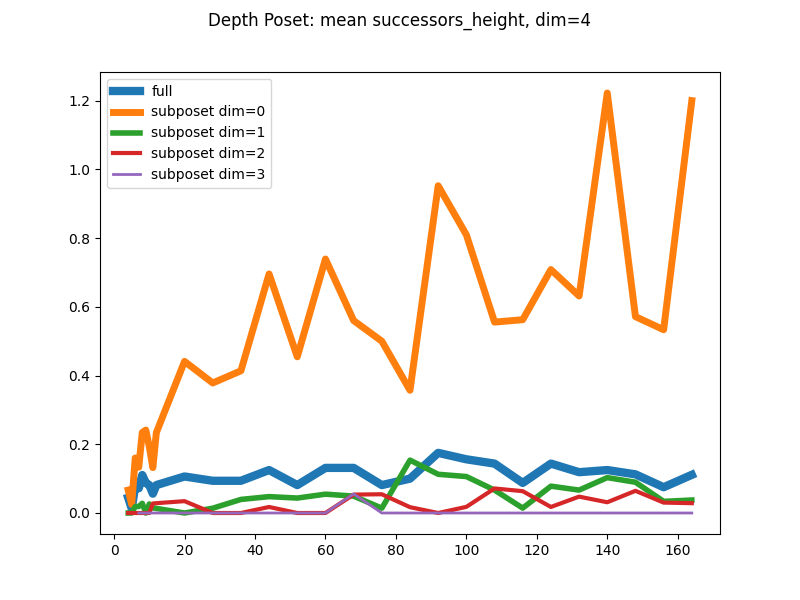 Depth Poset: mean successors_height, dim=4
full
subposet dim=0
subposet dim=1
subposet dim=2
subposet dim=3
1.2
1.0
0.8
0.6
0.4
0.2
0.0
0 20 40 60 80 100 120 140 160